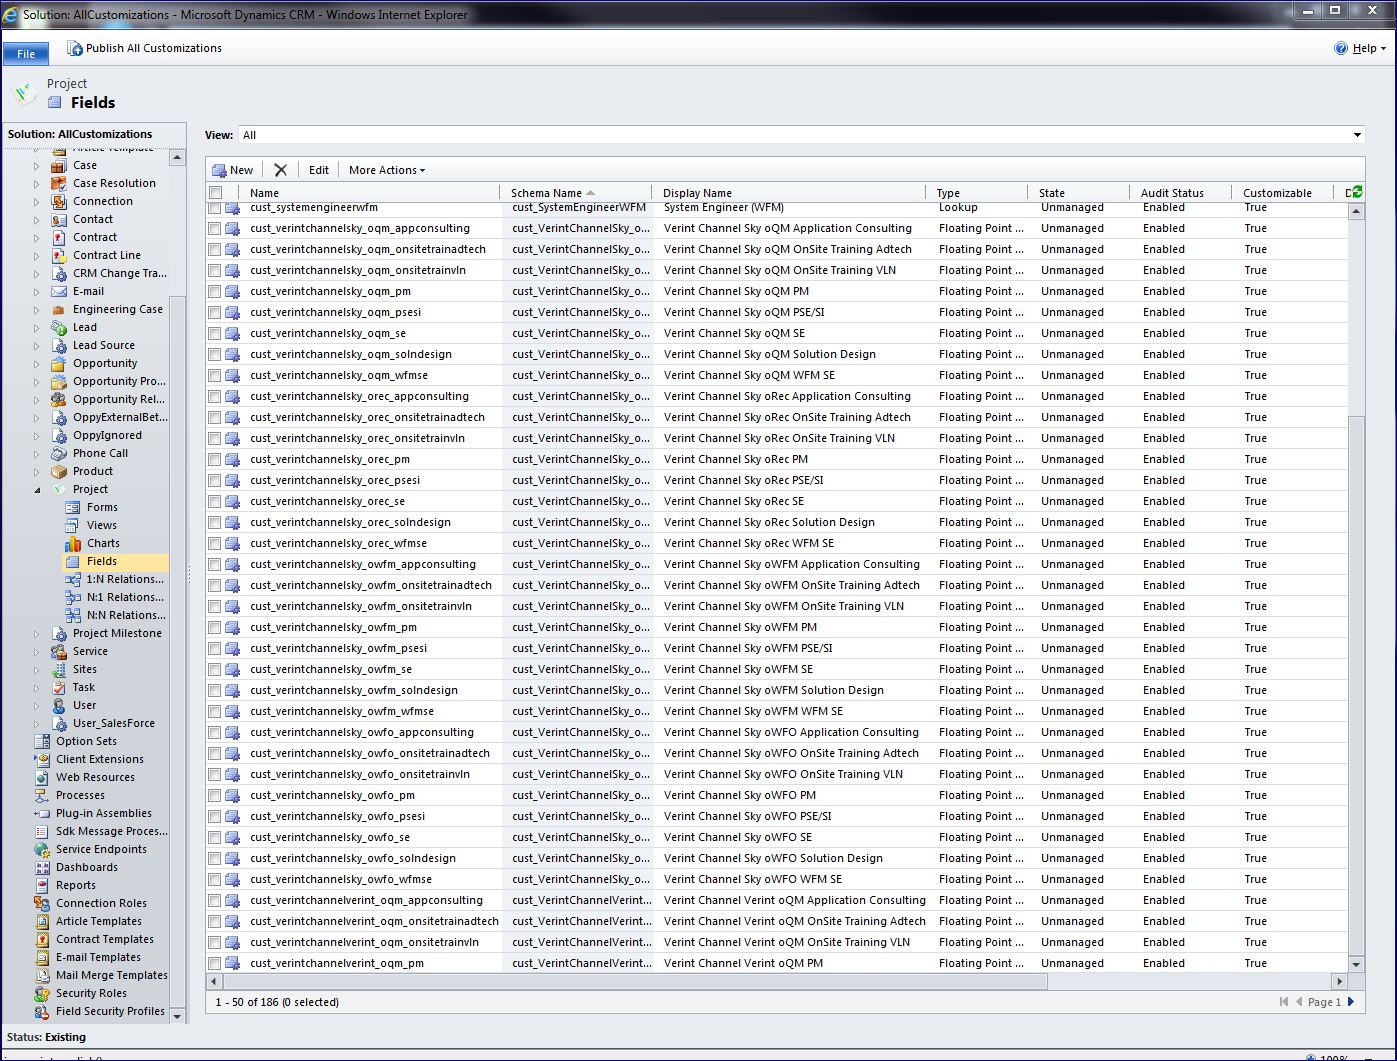 Solution: AllCustomizations - Microsoft Dynamics CRM - Windows Internet Explorer
File
Publish All Customizations
Help
Project
Fields
Solution: AllCustomizations
Article Template
Case
Case Resolution
Connection
Contact
Contract
Contract Line
CRM Change Tra...
E-mail
Engineering Case
Lead
Lead Source
Opportunity
Opportunity Pro...
Opportunity Rel...
OppyExternalBet...
OppyIgnored
Phone Call
Product
Project
Forms
Views
Charts
Fields
1:N Relations...
N:1 Relations...
N:N Relations...
Project Milestone
Service
Sites
Task
User
User_SalesForce
Option Sets
Client Extensions
Web Resources
Processes
Plug-in Assemblies
Sdk Message Proces...
Service Endpoints
Dashboards
Reports
Connection Roles
Article Templates
Contract Templates
E-mail Templates
Mail Merge Templates
Security Roles
Field Security Profiles
View: All
New Edit More Actions
Name Schema Name Display Name Type State Audit Status Customizable D
cust_systemengineerwfm cust_SystemEngineerWFM System Engineer (WFM) Lookup Unmanaged Enabled True
cust_verintchannelsky_oqm_appconsulting cust_VerintChannelSky_o... Verint Channel Sky oQM Application Consulting Floating Point ... Unmanaged Enabled True
cust_verintchannelsky_oqm_onsitetrainadtech cust_VerintChannelSky_o... Verint Channel Sky oQM OnSite Training Adtech Floating Point ... Unmanaged Enabled True
cust_verintchannelsky_oqm_onsitetrainvln cust_VerintChannelSky_o... Verint Channel Sky oQM OnSite Training VLN Floating Point ... Unmanaged Enabled True
cust_verintchannelsky_oqm_pm cust_VerintChannelSky_o... Verint Channel Sky oQM PM Floating Point ... Unmanaged Enabled True
cust_verintchannelsky_oqm_psesi cust_VerintChannelSky_o... Verint Channel Sky oQM PSE/SI Floating Point ... Unmanaged Enabled True
cust_verintchannelsky_oqm_se cust_VerintChannelSky_o... Verint Channel Sky oQM SE Floating Point ... Unmanaged Enabled True
cust_verintchannelsky_oqm_solndesign cust_VerintChannelSky_o... Verint Channel Sky oQM Solution Design Floating Point ... Unmanaged Enabled True
cust_verintchannelsky_oqm_wfmse cust_VerintChannelSky_o... Verint Channel Sky oQM WFM SE Floating Point ... Unmanaged Enabled True
cust_verintchannelsky_orec_appconsulting cust_VerintChannelSky_o... Verint Channel Sky oRec Application Consulting Floating Point ... Unmanaged Enabled True
cust_verintchannelsky_orec_onsitetrainadtech cust_VerintChannelSky_o... Verint Channel Sky oRec OnSite Training Adtech Floating Point ... Unmanaged Enabled True
cust_verintchannelsky_orec_onsitetrainvln cust_VerintChannelSky_o... Verint Channel Sky oRec OnSite Training VLN Floating Point ... Unmanaged Enabled True
cust_verintchannelsky_orec_pm cust_VerintChannelSky_o... Verint Channel Sky oRec PM Floating Point ... Unmanaged Enabled True
cust_verintchannelsky_orec_psesi cust_VerintChannelSky_o... Verint Channel Sky oRec PSE/SI Floating Point ... Unmanaged Enabled True
cust_verintchannelsky_orec_se cust_VerintChannelSky_o... Verint Channel Sky oRec SE Floating Point ... Unmanaged Enabled True
cust_verintchannelsky_orec_solndesign cust_VerintChannelSky_o... Verint Channel Sky oRec Solution Design Floating Point ... Unmanaged Enabled True
cust_verintchannelsky_orec_wfmse cust_VerintChannelSky_o... Verint Channel Sky oRec WFM SE Floating Point ... Unmanaged Enabled True
cust_verintchannelsky_owfm_appconsulting cust_VerintChannelSky_o... Verint Channel Sky oWFM Application Consulting Floating Point ... Unmanaged Enabled True
cust_verintchannelsky_owfm_onsitetrainadtech cust_VerintChannelSky_o... Verint Channel Sky oWFM OnSite Training Adtech Floating Point ... Unmanaged Enabled True
cust_verintchannelsky_owfm_onsitetrainvln cust_VerintChannelSky_o... Verint Channel Sky oWFM OnSite Training VLN Floating Point ... Unmanaged Enabled True
cust_verintchannelsky_owfm_pm cust_VerintChannelSky_o... Verint Channel Sky oWFM PM Floating Point ... Unmanaged Enabled True
cust_verintchannelsky_owfm_psesi cust_VerintChannelSky_o... Verint Channel Sky oWFM PSE/SI Floating Point ... Unmanaged Enabled True
cust_verintchannelsky_owfm_se cust_VerintChannelSky_o... Verint Channel Sky oWFM SE Floating Point ... Unmanaged Enabled True
cust_verintchannelsky_owfm_solndesign cust_VerintChannelSky_o... Verint Channel Sky oWFM Solution Design Floating Point ... Unmanaged Enabled True
cust_verintchannelsky_owfm_wfmse cust_VerintChannelSky_o... Verint Channel Sky oWFM WFM SE Floating Point ... Unmanaged Enabled True
cust_verintchannelsky_owfo_appconsulting cust_VerintChannelSky_o... Verint Channel Sky oWFO Application Consulting Floating Point ... Unmanaged Enabled True
cust_verintchannelsky_owfo_onsitetrainadtech cust_VerintChannelSky_o... Verint Channel Sky oWFO OnSite Training Adtech Floating Point ... Unmanaged Enabled True
cust_verintchannelsky_owfo_onsitetrainvln cust_VerintChannelSky_o... Verint Channel Sky oWFO OnSite Training VLN Floating Point ... Unmanaged Enabled True
cust_verintchannelsky_owfo_pm cust_VerintChannelSky_o... Verint Channel Sky oWFO PM Floating Point ... Unmanaged Enabled True
cust_verintchannelsky_owfo_psesi cust_VerintChannelSky_o... Verint Channel Sky oWFO PSE/SI Floating Point ... Unmanaged Enabled True
cust_verintchannelsky_owfo_se cust_VerintChannelSky_o... Verint Channel Sky oWFO SE Floating Point ... Unmanaged Enabled True
cust_verintchannelsky_owfo_solndesign cust_VerintChannelSky_o... Verint Channel Sky oWFO Solution Design Floating Point ... Unmanaged Enabled True
cust_verintchannelsky_owfo_wfmse cust_VerintChannelSky_o... Verint Channel Sky oWFO WFM SE Floating Point ... Unmanaged Enabled True
cust_verintchannelverint_oqm_appconsulting cust_VerintChannelVerint... Verint Channel Verint oQM Application Consulting Floating Point ... Unmanaged Enabled True
cust_verintchannelverint_oqm_onsitetrainadtech cust_VerintChannelVerint... Verint Channel Verint oQM OnSite Training Adtech Floating Point ... Unmanaged Enabled True
cust_verintchannelverint_oqm_onsitetrainvln cust_VerintChannelVerint... Verint Channel Verint oQM OnSite Training VLN Floating Point ... Unmanaged Enabled True
cust_verintchannelverint_oqm_pm cust_VerintChannelVerint... Verint Channel Verint oQM PM Floating Point ... Unmanaged Enabled True
1 - 50 of 186 (0 selected)
Page 1
Status: Existing
100%